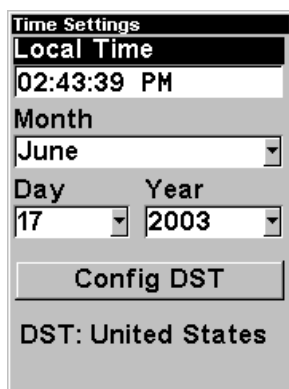 Time Settings
Local Time
02:43:39 PM
Month
June
Day Year
17 2003
Config DST
DST: United States